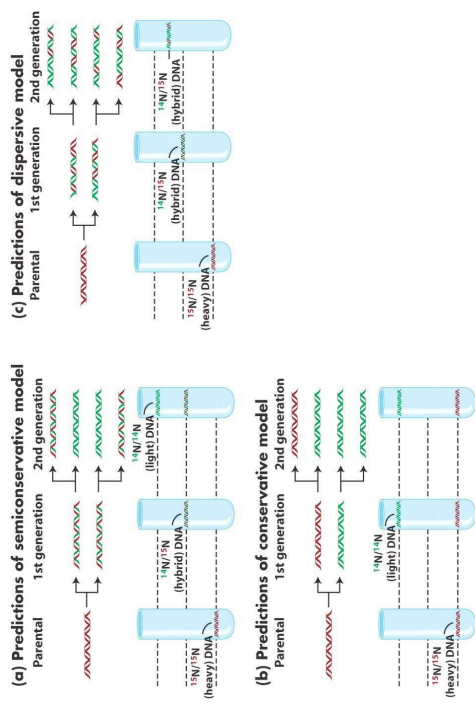 (a) Predictions of semiconservative model
Parental
1st generation
2nd generation
15N/15N
(heavy) DNA
14N/15N
(hybrid) DNA
14N/14N
(light) DNA
(b) Predictions of conservative model
Parental
1st generation
2nd generation
15N/15N
(heavy) DNA
14N/14N
(light) DNA
(c) Predictions of dispersive model
Parental
1st generation
2nd generation
15N/15N
(heavy) DNA
14N/15N
(hybrid) DNA
14N/15N
(hybrid) DNA